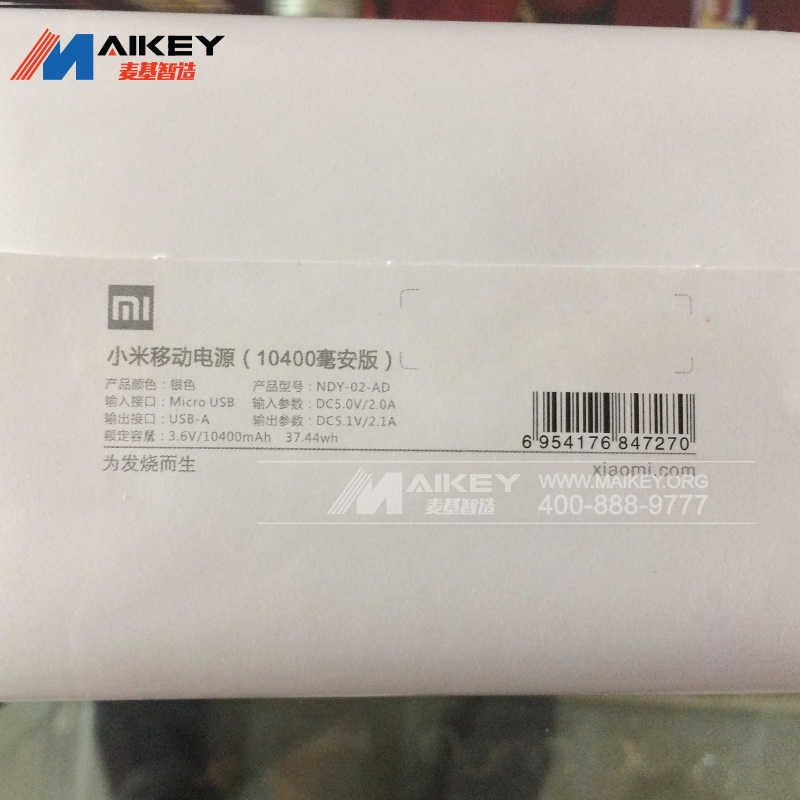 MAIKEY
麦基智造
mi
小米移动电源（10400毫安版）
产品颜色：银色 产品型号：NDY-02-AD
输入接口：Micro USB 输入参数：DC5.0V/2.0A
输出接口：USB-A 输出参数：DC5.1V/2.1A
额定容量：3.6V/10400mAh 37.44wh
为发烧而生
6 954176 847270
xiaomi.com
MAIKEY
麦基智造
WWW.MAIKEY.ORG
400-888-9777